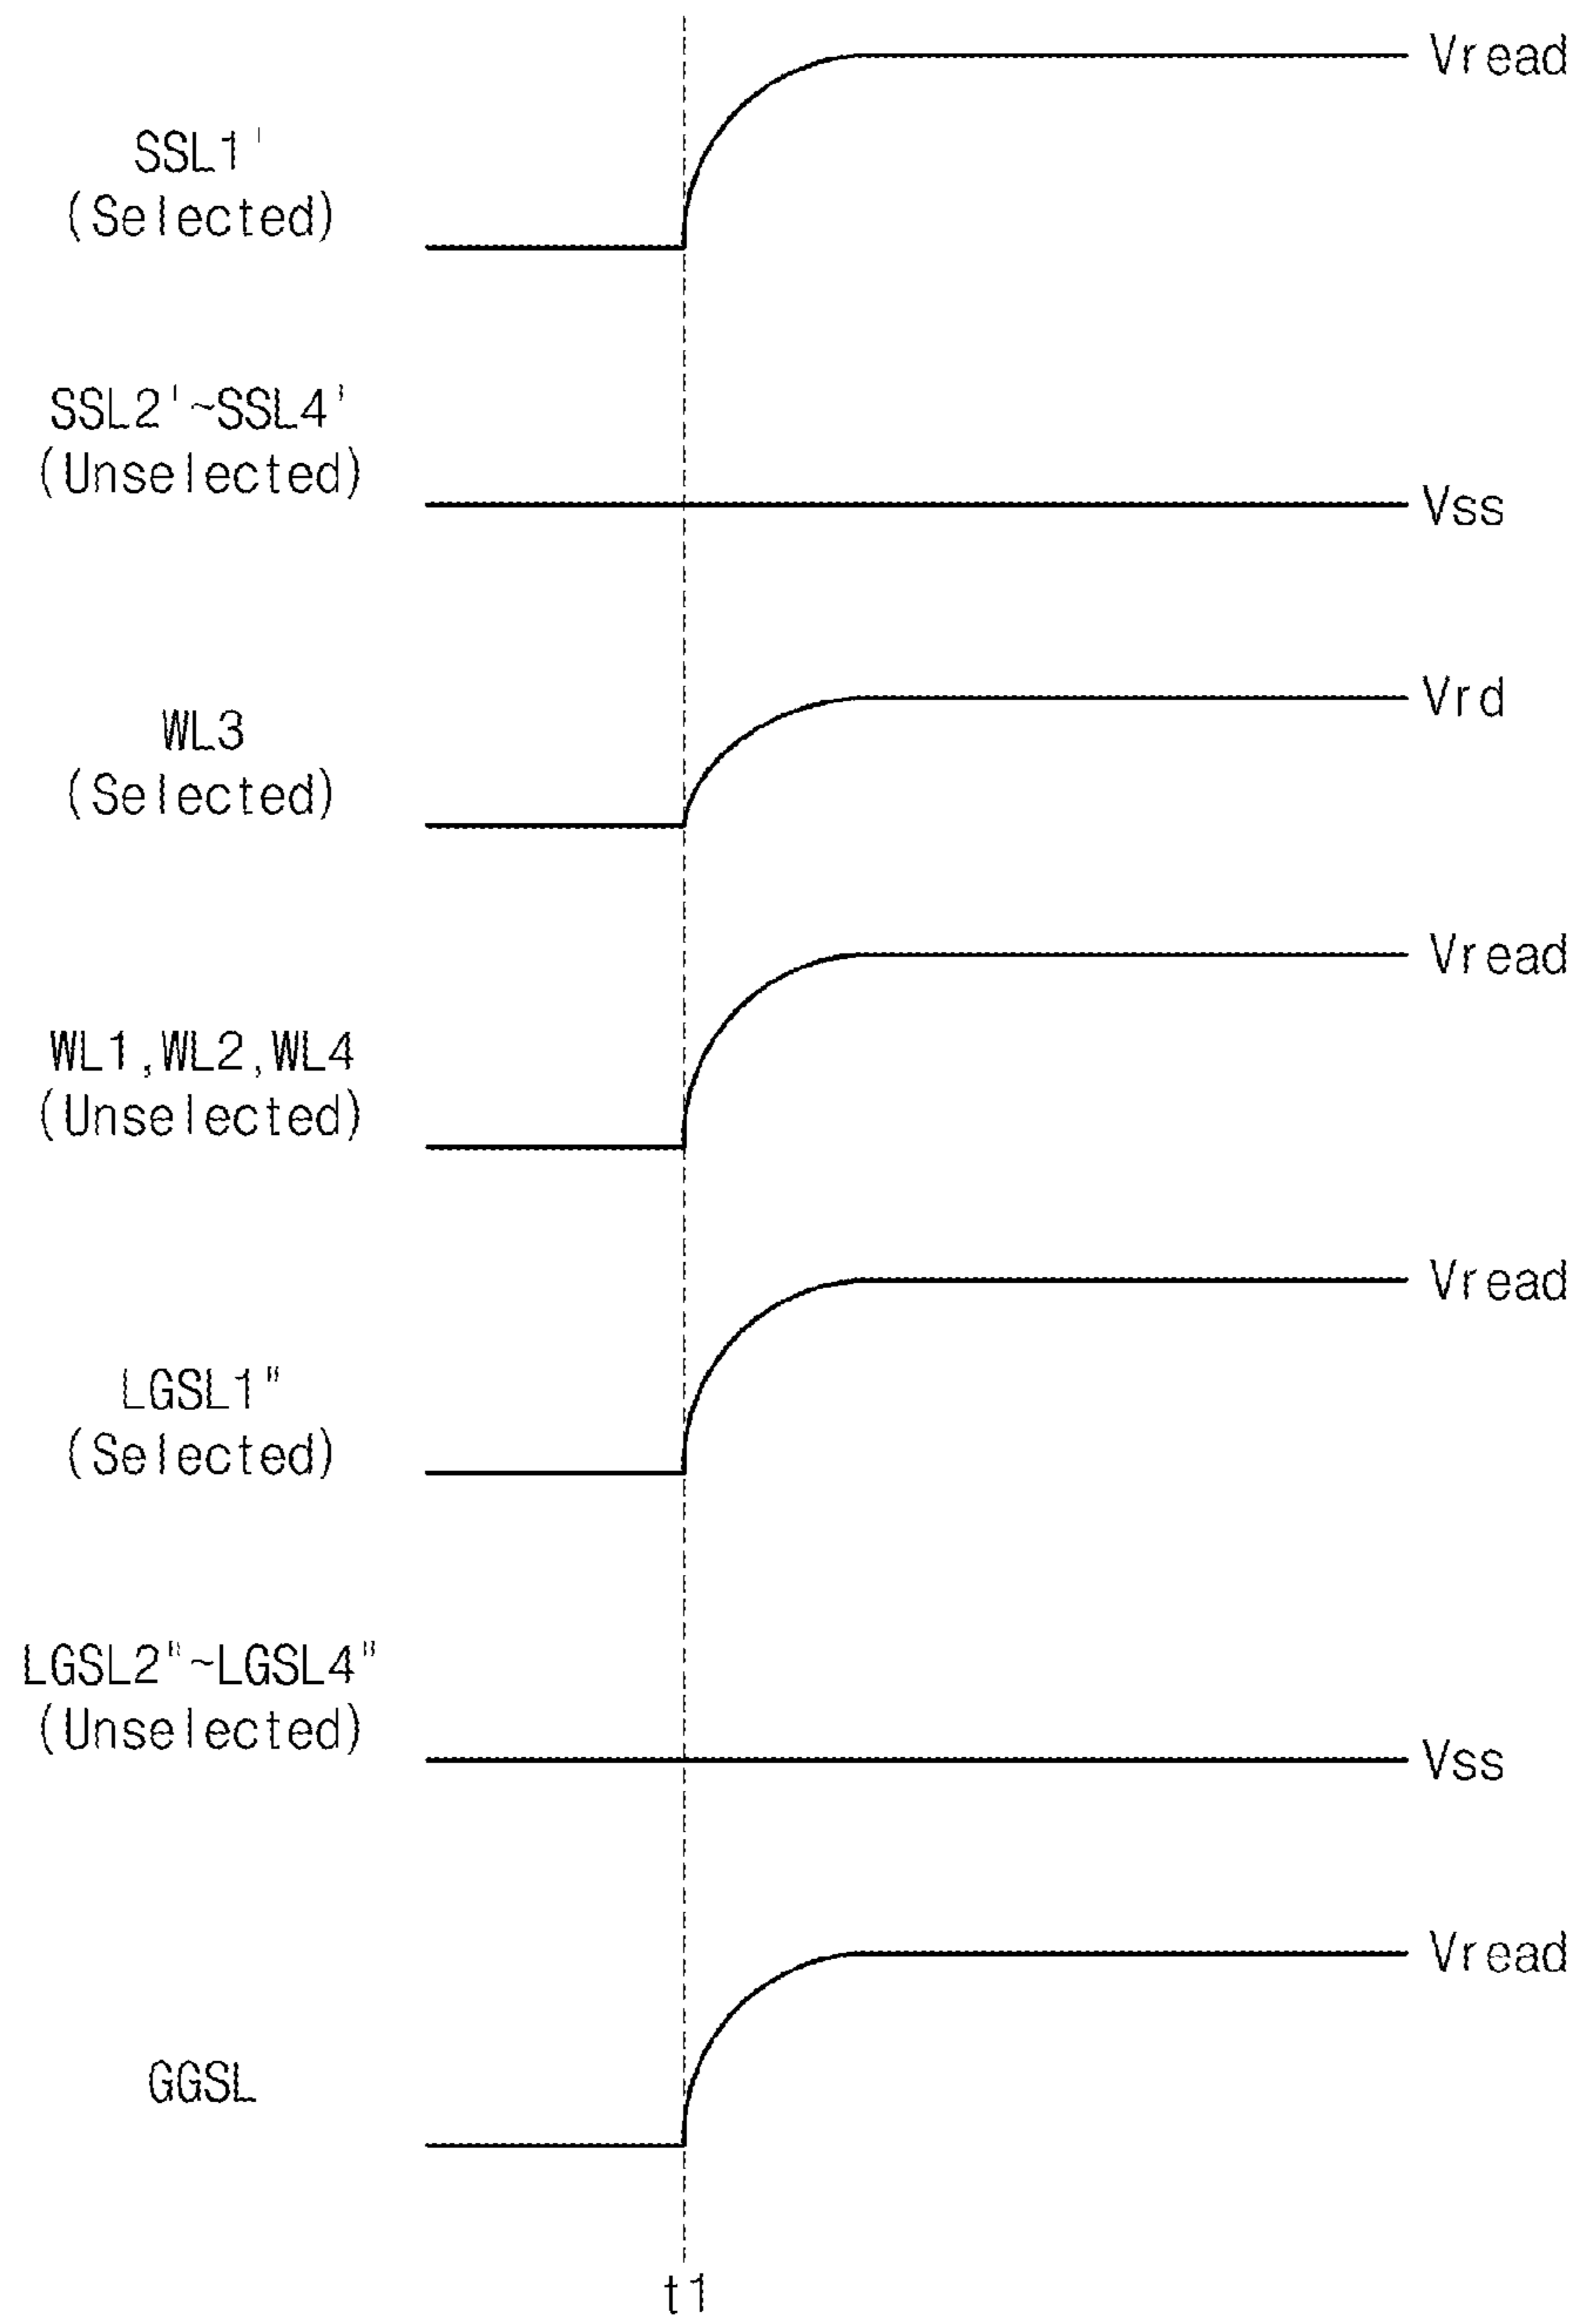 Vread
SSL1'
(Selected)
SSL2'~SSL4'
(Unselected)
Vss
Vrd
WL3
(Selected)
Vread
WL1,WL2,WL4
(Unselected)
Vread
LGSL1"
(Selected)
LGSL2"~LGSL4"
(Unselected)
Vss
Vread
GGSL
t1